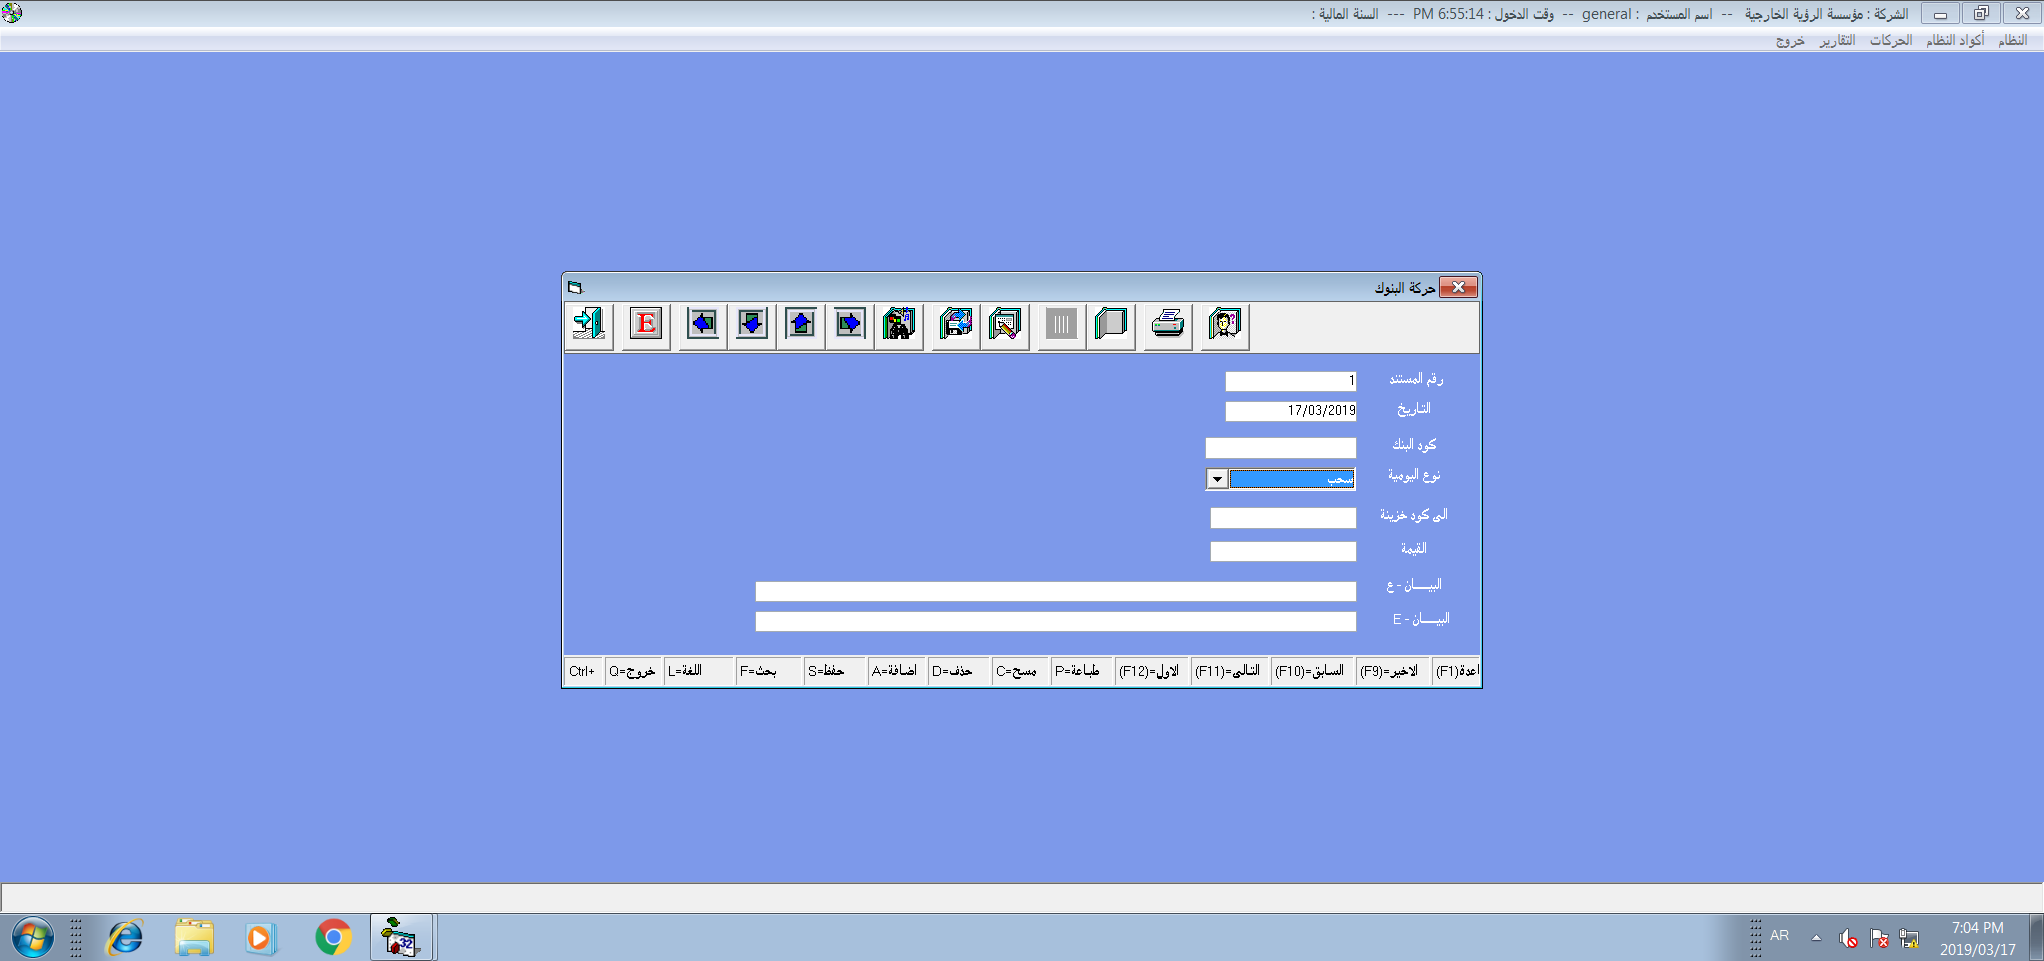 الشركة : مؤسسة الرؤية الخارجية -- اسم المستخدم : general -- وقت الدخول : 6:55:14 PM --- السنة المالية :
النظام أكواد النظام الحركات التقارير خروج
حركة البنوك
E
رقم المستند 1
التاريخ 17/03/2019
كود البنك
نوع اليومية سحب
الى كود خزينة
القيمة
البيـــان - ع
البيـــان - E
Ctrl+ خروج=Q اللغة=L بحث=F حفظ=S اضافة=A حذف=D مسح=C طباعة=P الاول=(F12) التالى=(F11) السابق=(F10) الاخير=(F9) اعدة(F1)
32
AR
7:04 PM
2019/03/17